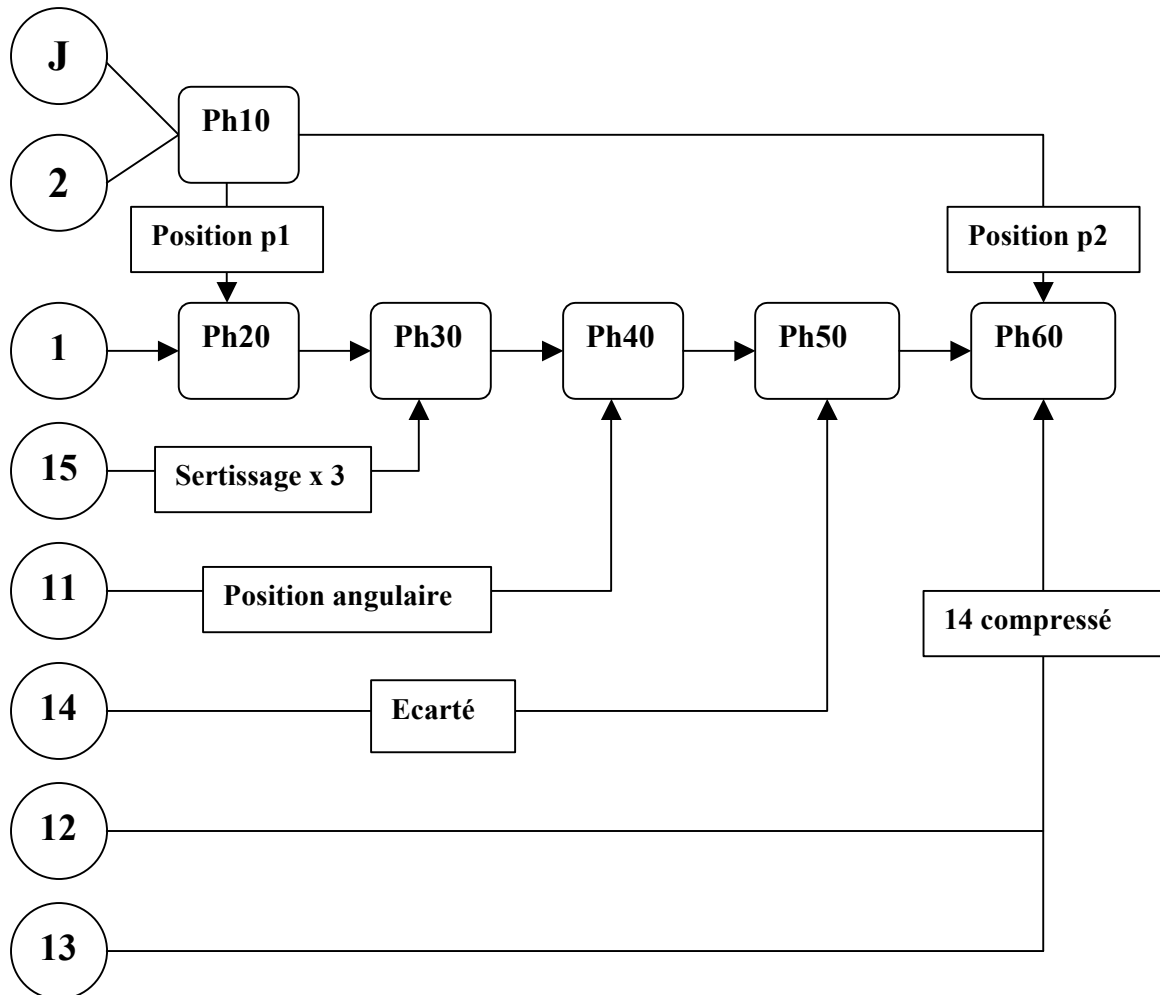 J
Ph10
2
Position p1
Position p2
1
Ph20
Ph30
Ph40
Ph50
Ph60
15
Sertissage x 3
11
Position angulaire
14 compressé
14
Ecarté
12
13